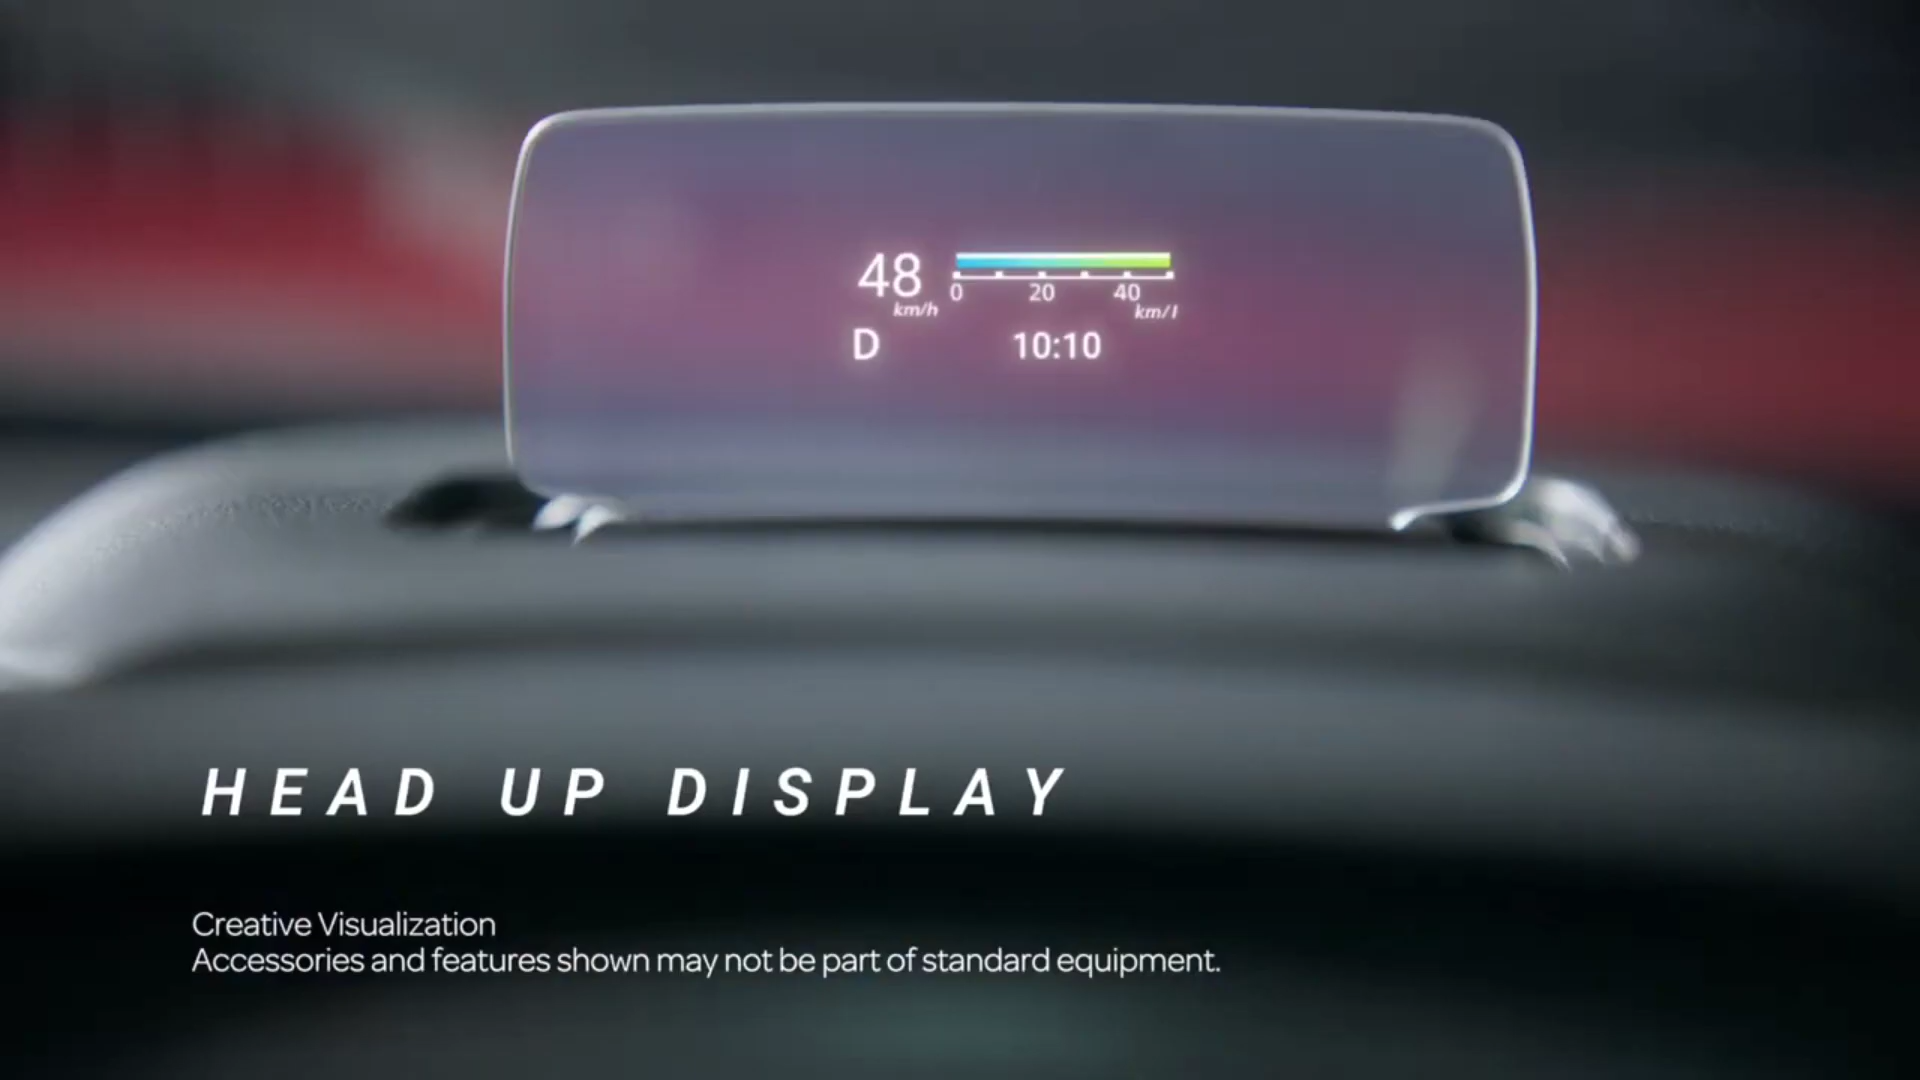 48
km/h
0 20 40
km/l
D 10:10
HEAD UP DISPLAY
Creative Visualization
Accessories and features shown may not be part of standard equipment.